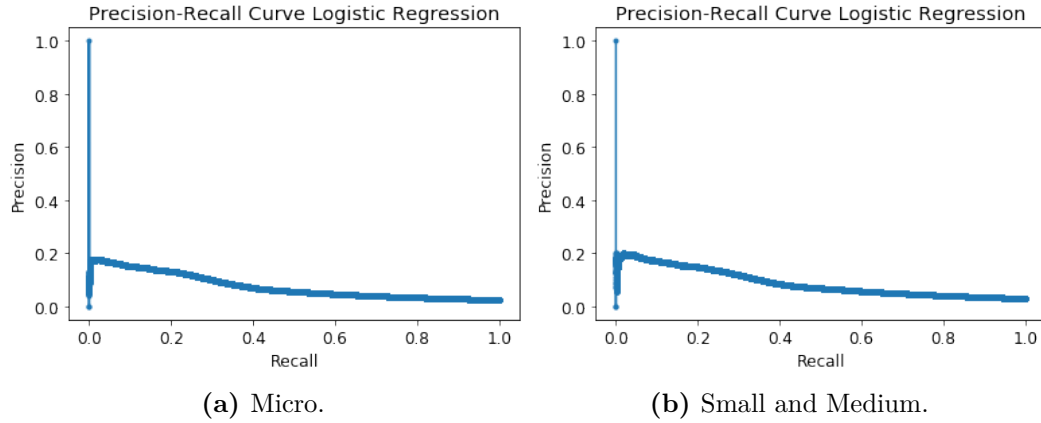 Precision-Recall Curve Logistic Regression
1.0
0.8
0.6
0.4
0.2
0.0
Precision
0.0 0.2 0.4 0.6 0.8 1.0
Recall
(a) Micro.
Precision-Recall Curve Logistic Regression
1.0
0.8
0.6
0.4
0.2
0.0
Precision
0.0 0.2 0.4 0.6 0.8 1.0
Recall
(b) Small and Medium.